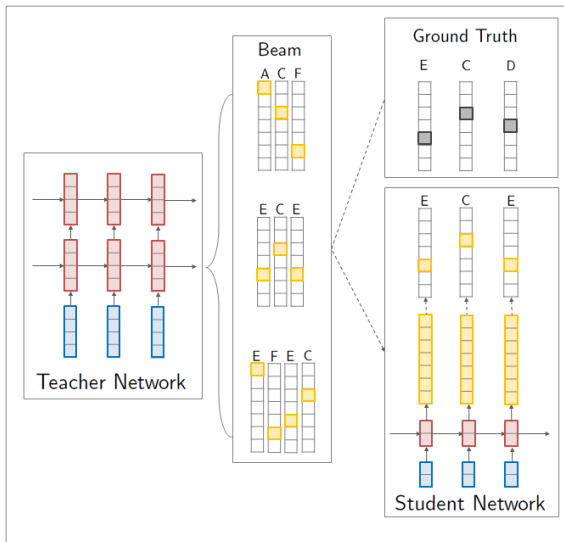 Beam
A C F
E C E
E F E C
Teacher Network
Ground Truth
E C D
E C E
Student Network